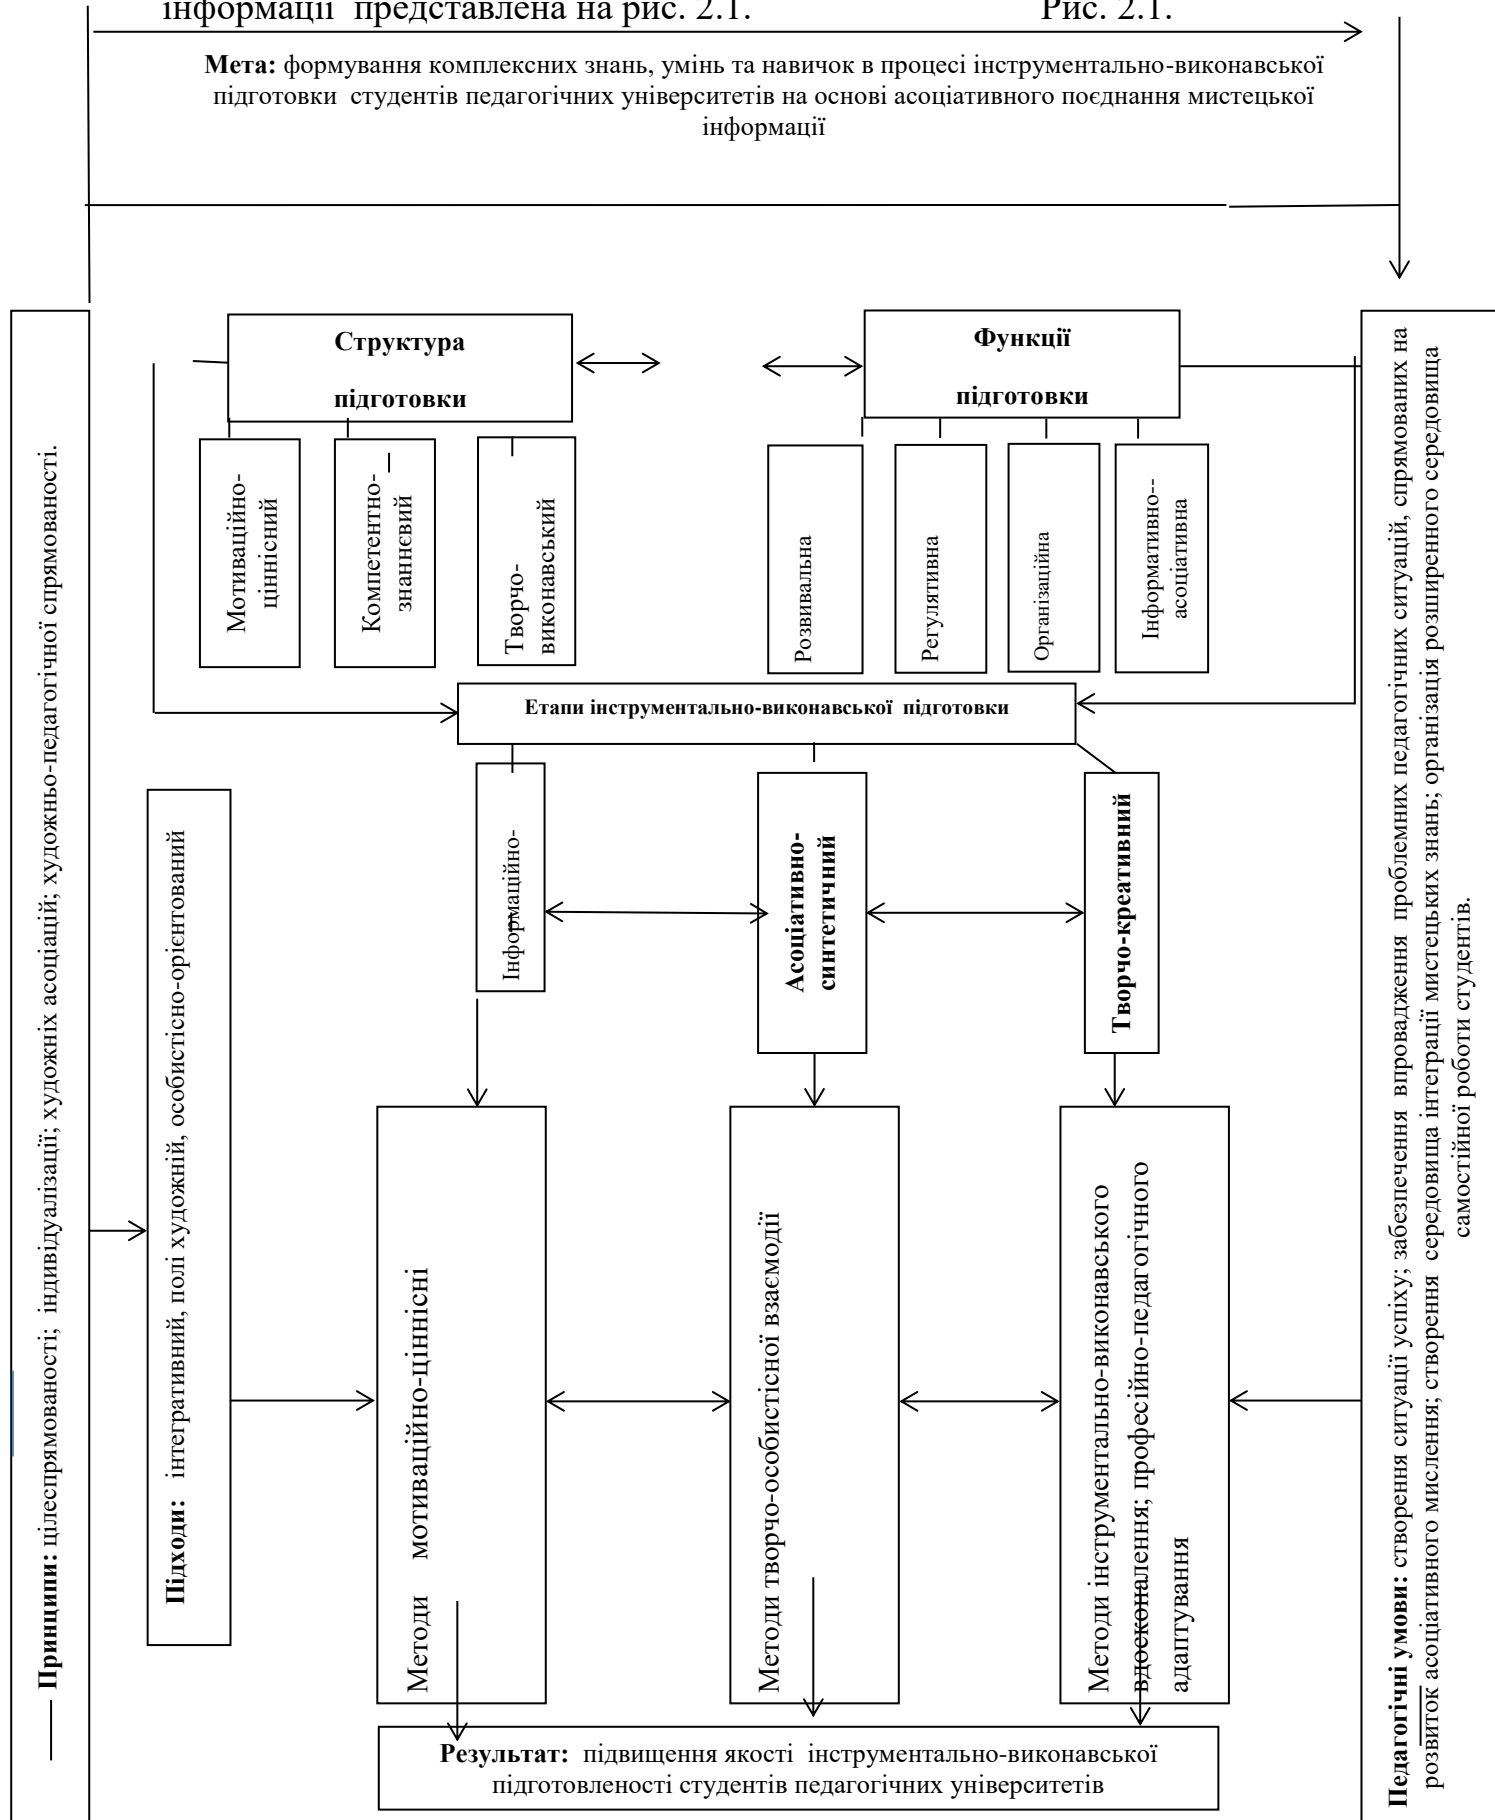 інформації представлена на рис. 2.1. Рис. 2.1.
Мета: формування комплексних знань, умінь та навичок в процесі інструментально-виконавської
підготовки студентів педагогічних університетів на основі асоціативного поєднання мистецької
інформації
Принципи: цілеспрямованості; індивідуалізації; художніх асоціацій; художньо-педагогічної спрямованості.
Структура
підготовки
Функції
підготовки
Мотиваційно-
ціннісний
Компетентно-
знаннєвий
Творчо-
виконавський
Розвивальна
Регулятивна
Організаційна
Інформативно--
асоціативна
Етапи інструментально-виконавської підготовки
Підходи: інтегративний, полі художній, особистісно-орієнтований
Інформаційно-
Асоціативно-
синтетичний
Творчо-креативний
Методи мотиваційно-ціннісні
Методи творчо-особистісної взаємодії
Методи інструментально-виконавського
вдосконалення; професійно-педагогічного
адаптування
Педагогічні умови: створення ситуації успіху; забезпечення впровадження проблемних педагогічних ситуацій, спрямованих на
розвиток асоціативного мислення; створення середовища інтеграції мистецьких знань; організація розширенного середовища
самостійної роботи студентів.
Результат: підвищення якості інструментально-виконавської
підготовленості студентів педагогічних університетів